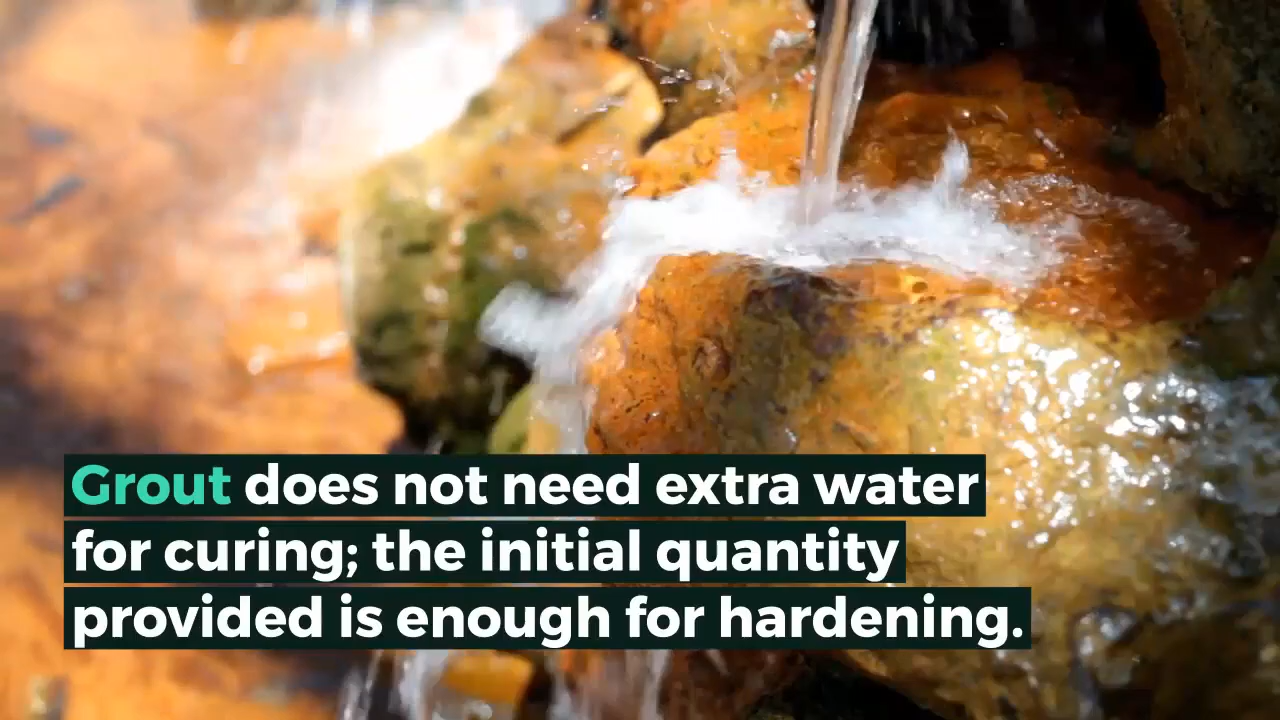 Grout does not need extra water
for curing; the initial quantity
provided is enough for hardening.